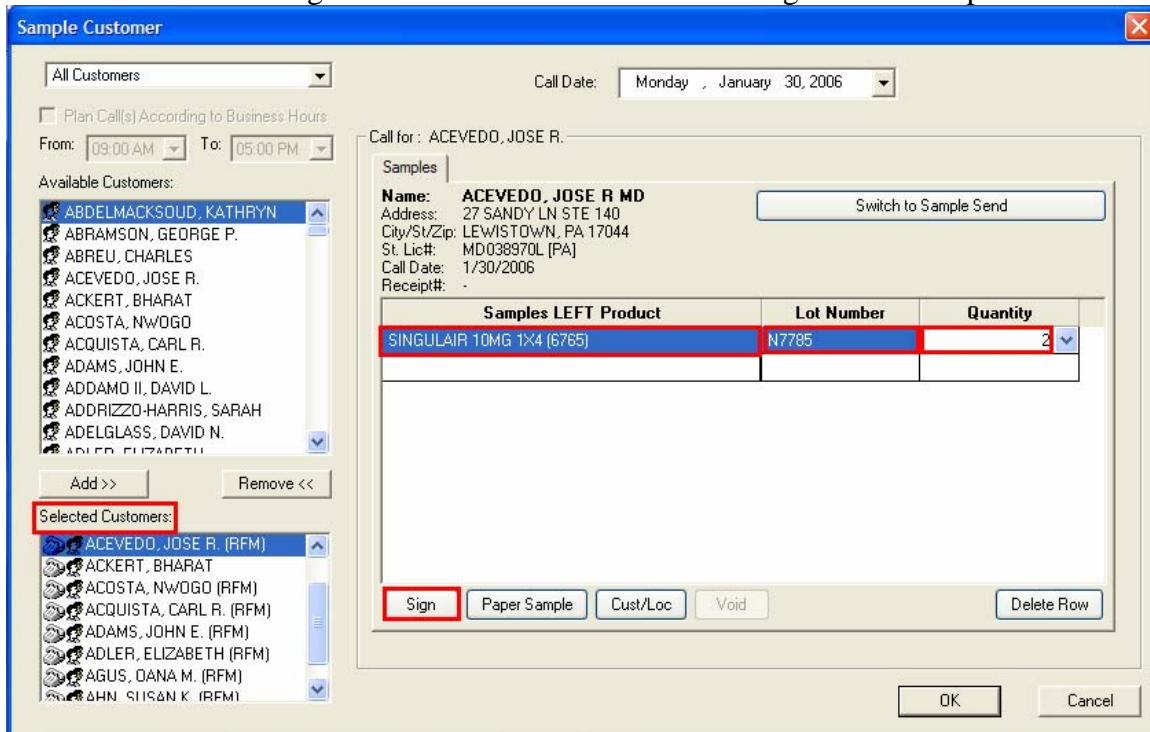 Sample Customer
All Customers
Call Date: Monday , January 30, 2006
Plan Call(s) According to Business Hours
From: 09:00 AM To: 05:00 PM
Call for : ACEVEDO, JOSE R.
Samples
Available Customers:
ABDELMACKSOUD, KATHRYN
ABRAMSON, GEORGE P.
ABREU, CHARLES
ACEVEDO, JOSE R.
ACKERT, BHARAT
ACOSTA, NWOGO
ACQUISTA, CARL R.
ADAMS, JOHN E.
ADDAMO II, DAVID L.
ADDRIZZO-HARRIS, SARAH
ADELGLASS, DAVID N.
ADLER, ELIZABETH
Name: ACEVEDO, JOSE R MD
Address: 27 SANDY LN STE 140
City/St/Zip: LEWISTOWN, PA 17044
St. Lic#: MD038970L [PA]
Call Date: 1/30/2006
Receipt#: -
Switch to Sample Send
Samples LEFT Product Lot Number Quantity
SINGULAIR 10MG 1X4 (6765) N7785 2
Add >> Remove <<
Selected Customers:
ACEVEDO, JOSE R. (RFM)
ACKERT, BHARAT
ACOSTA, NWOGO (RFM)
ACQUISTA, CARL R. (RFM)
ADAMS, JOHN E. (RFM)
ADLER, ELIZABETH (RFM)
AGUS, OANA M. (RFM)
AHN, SUSAN K. (RFM)
Sign Paper Sample Cust/Loc Void Delete Row
OK Cancel